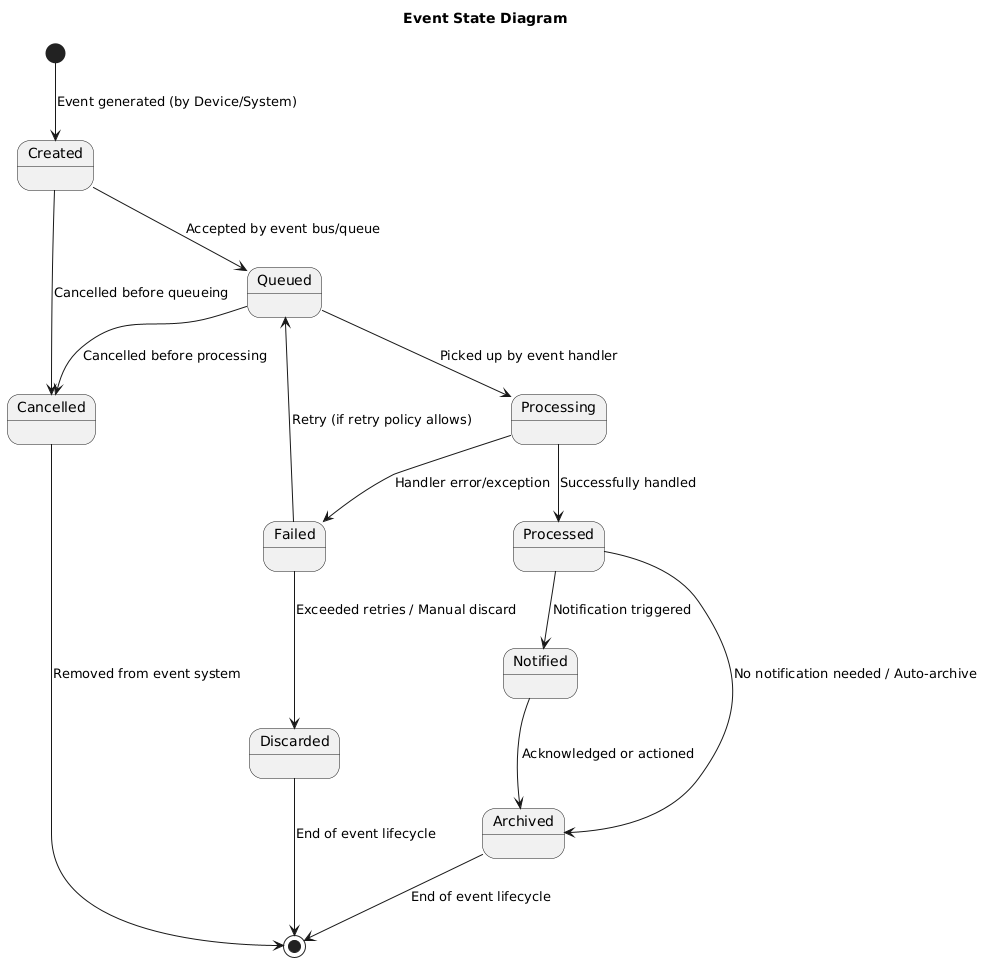 Event State Diagram
Event generated (by Device/System)
Created
Accepted by event bus/queue
Queued
Cancelled before queueing
Cancelled before processing
Picked up by event handler
Cancelled
Processing
Retry (if retry policy allows)
Handler error/exception
Successfully handled
Failed
Processed
Exceeded retries / Manual discard
Notification triggered
Notified
Removed from event system
No notification needed / Auto-archive
Discarded
Acknowledged or actioned
Archived
End of event lifecycle
End of event lifecycle